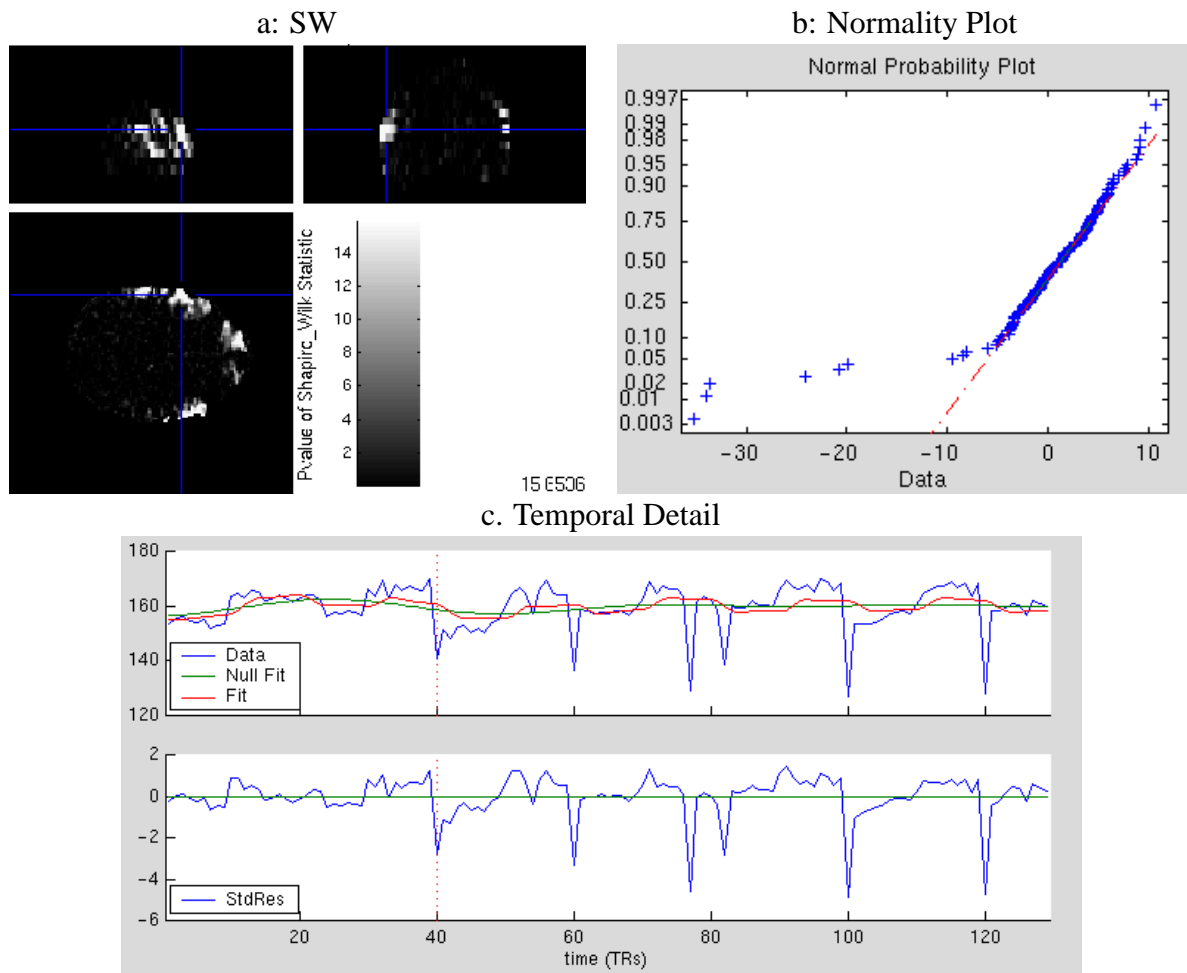 a: SW
b: Normality Plot
Pvalue of Shapiro_Wilk Statistic
14
12
10
8
6
4
2
Normal Probability Plot
0.997
0.99
0.98
0.95
0.90
0.75
0.50
0.25
0.10
0.05
0.02
0.01
0.003
-30 -20 -10 0 10
Data
c. Temporal Detail
180
160
140
120
Data
Null Fit
Fit
2
0
-2
-4
-6
StdRes
20 40 60 80 100 120
time (TRs)